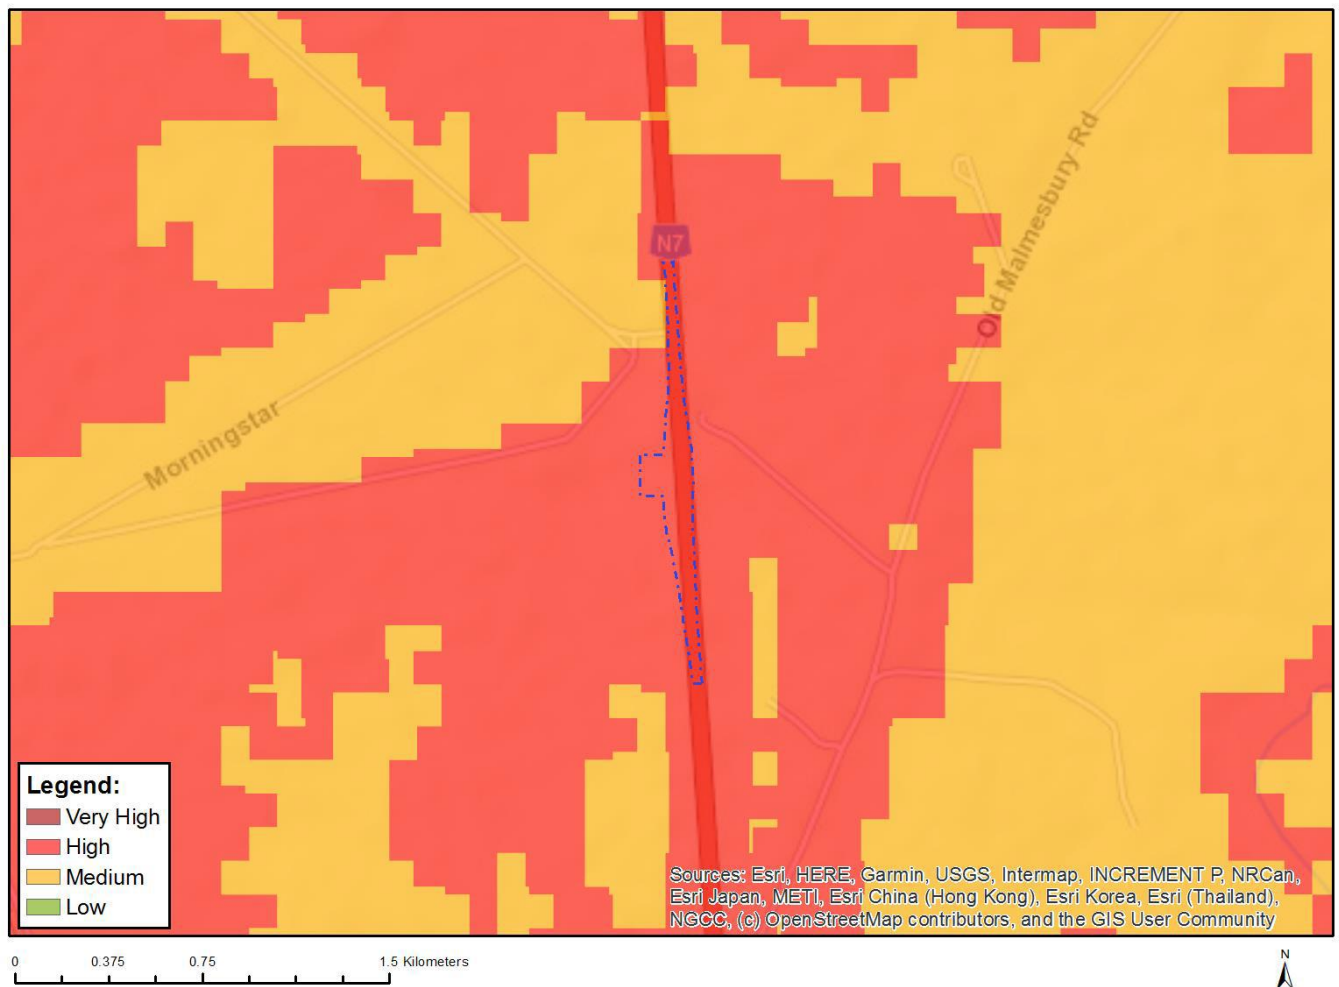 N7
Old Malmesbury Rd
Morningstar
Legend:
Very High
High
Medium
Low
Sources: Esri, HERE, Garmin, USGS, Intermap, INCREMENT P, NRCan,
Esri Japan, METI, Esri China (Hong Kong), Esri Korea, Esri (Thailand),
NGCC, (c) OpenStreetMap contributors, and the GIS User Community
0 0.375 0.75 1.5 Kilometers
N